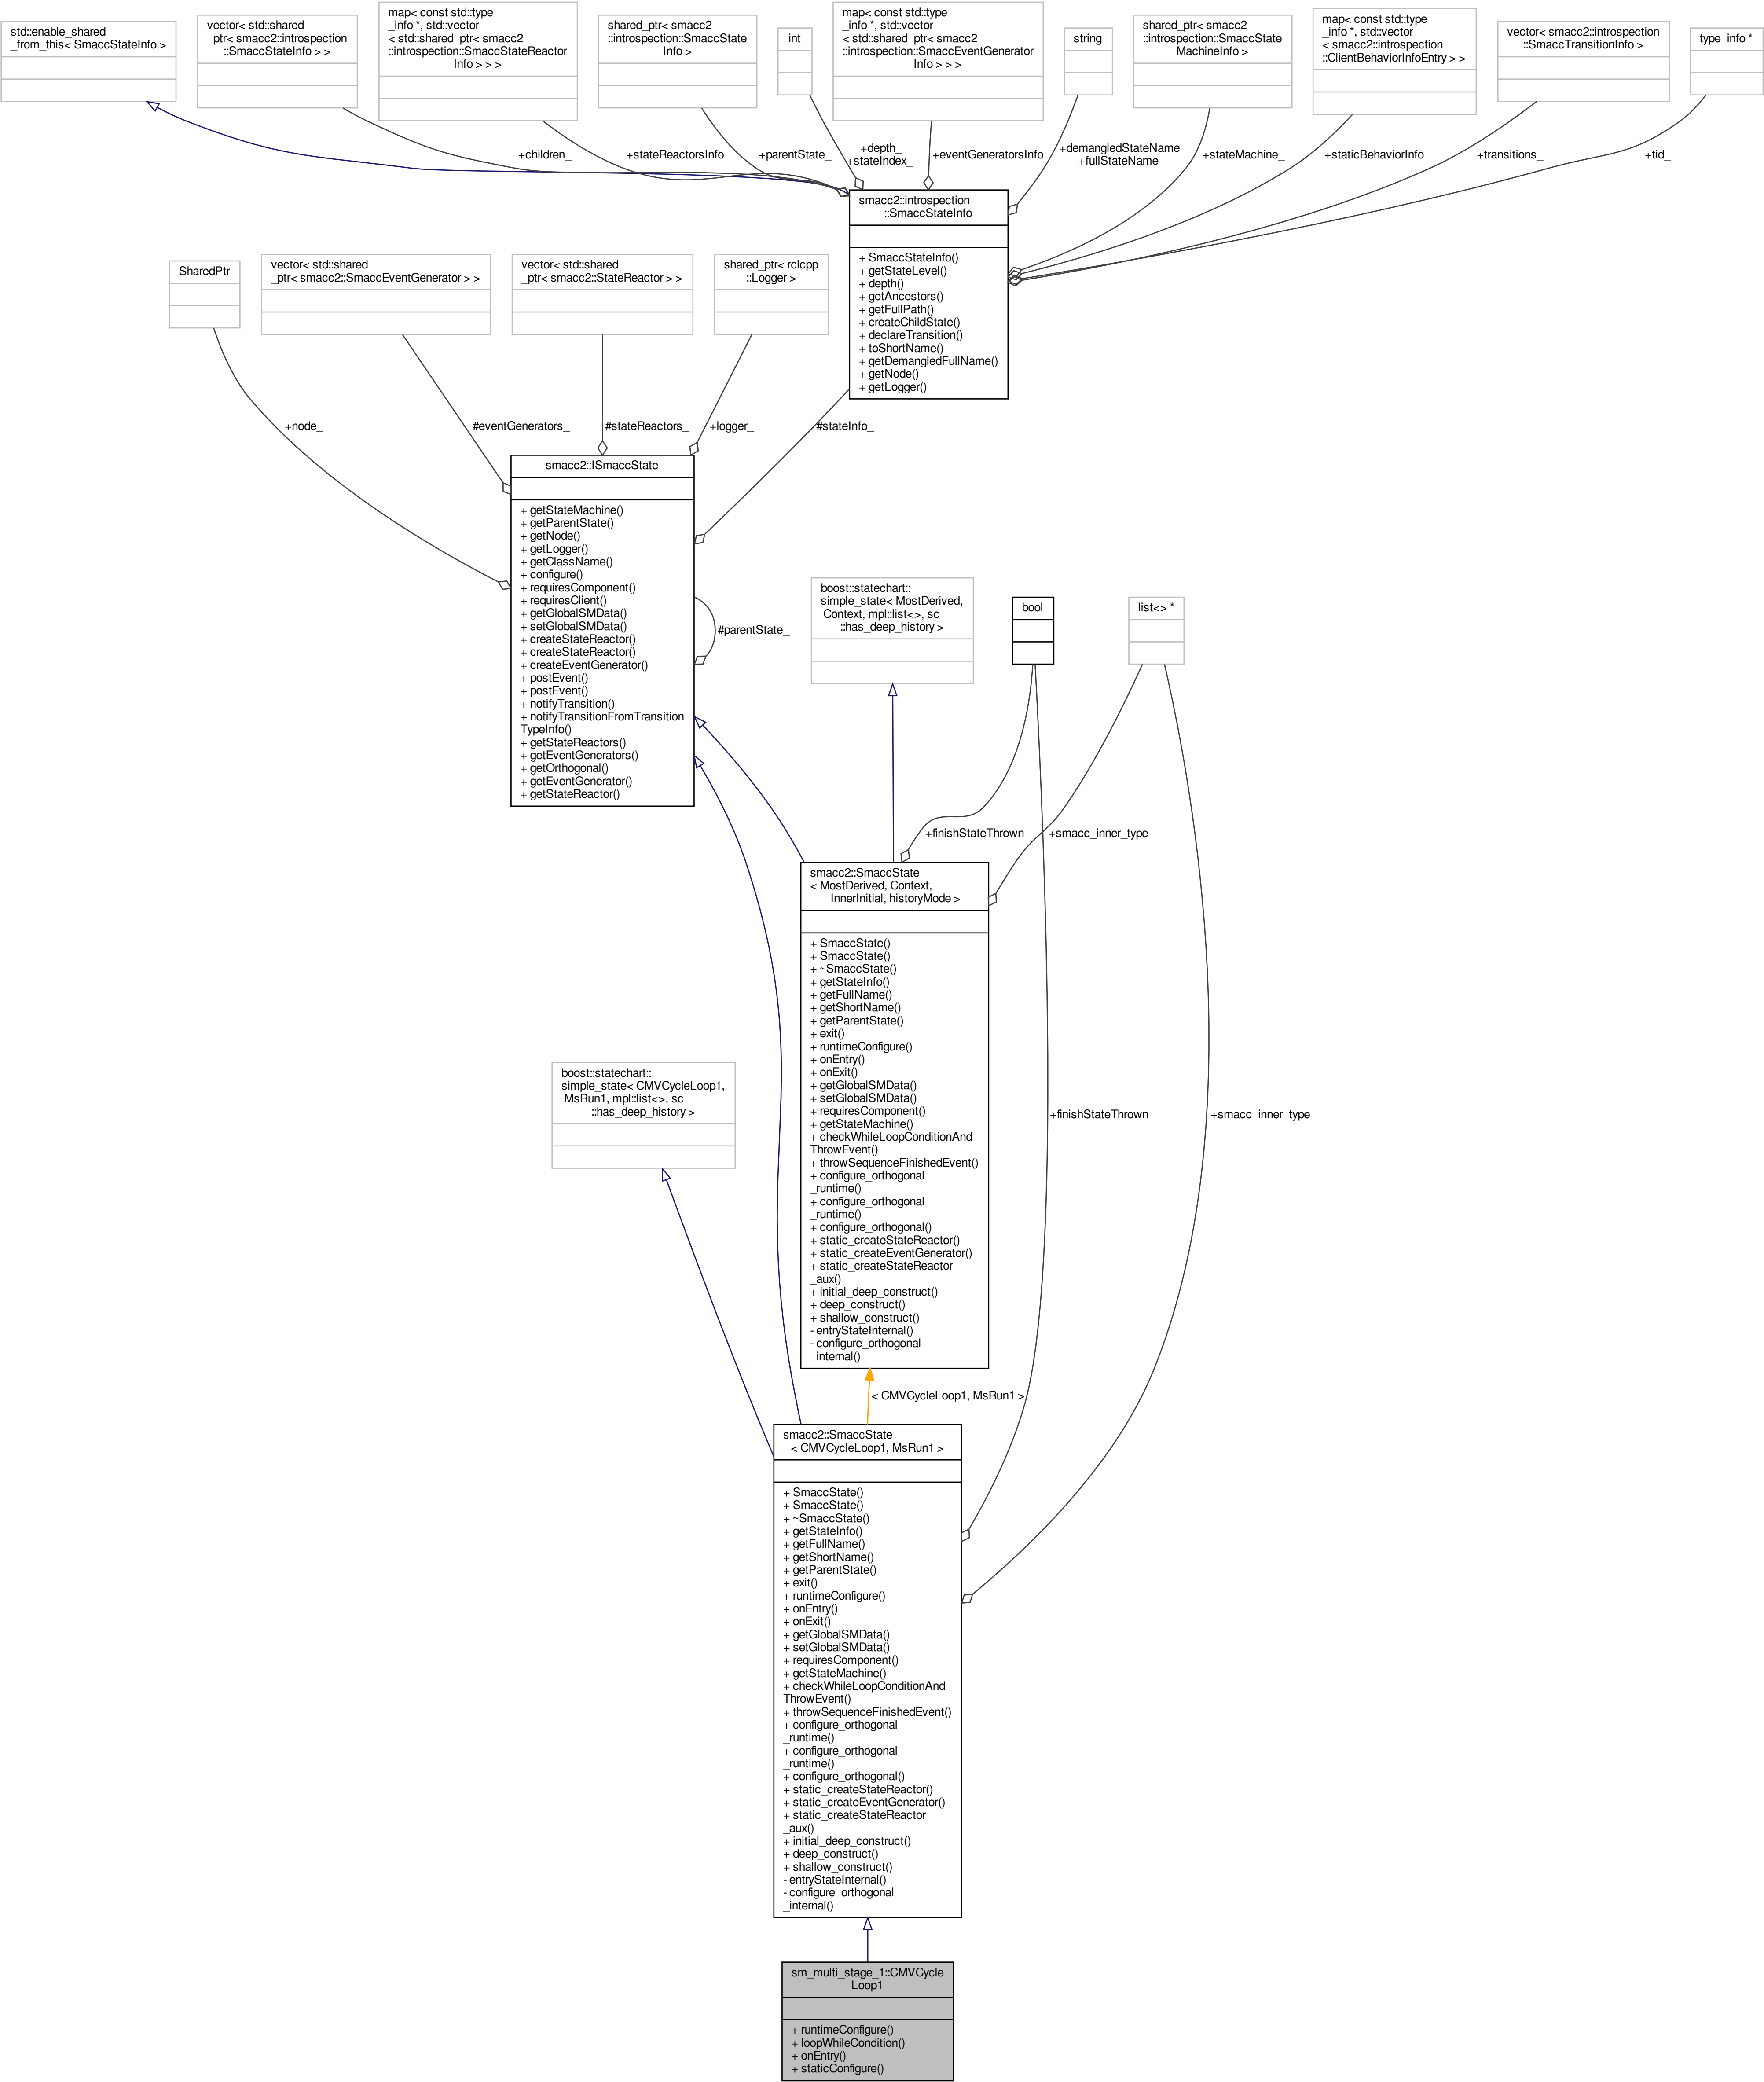 std::enable_shared
_from_this< SmaccStateInfo >
vector< std::shared
_ptr< smacc2::introspection
::SmaccStateInfo > >
map< const std::type
_info *, std::vector
< std::shared_ptr< smacc2
::introspection::SmaccStateReactor
Info > > >
shared_ptr< smacc2
::introspection::SmaccState
Info >
int
map< const std::type
_info *, std::vector
< std::shared_ptr< smacc2
::introspection::SmaccEventGenerator
Info > > >
string
shared_ptr< smacc2
::introspection::SmaccState
MachineInfo >
map< const std::type
_info *, std::vector
< smacc2::introspection
::ClientBehaviorInfoEntry > >
vector< smacc2::introspection
::SmaccTransitionInfo >
type_info *
+children_
+stateReactorsInfo
+parentState_
+depth_
+stateIndex_
+eventGeneratorsInfo
+demangledStateName
+fullStateName
+stateMachine_
+staticBehaviorInfo
+transitions_
+tid_
smacc2::introspection
::SmaccStateInfo
+ SmaccStateInfo()
+ getStateLevel()
+ depth()
+ getAncestors()
+ getFullPath()
+ createChildState()
+ declareTransition()
+ toShortName()
+ getDemangledFullName()
+ getNode()
+ getLogger()
SharedPtr
vector< std::shared
_ptr< smacc2::SmaccEventGenerator > >
vector< std::shared
_ptr< smacc2::StateReactor > >
shared_ptr< rclcpp
::Logger >
+node_
#eventGenerators_
#stateReactors_
+logger_
#stateInfo_
smacc2::ISmaccState
+ getStateMachine()
+ getParentState()
+ getNode()
+ getLogger()
+ getClassName()
+ configure()
+ requiresComponent()
+ requiresClient()
+ getGlobalSMData()
+ setGlobalSMData()
+ createStateReactor()
+ createStateReactor()
+ createEventGenerator()
+ postEvent()
+ postEvent()
+ notifyTransition()
+ notifyTransitionFromTransition
TypeInfo()
+ getStateReactors()
+ getEventGenerators()
+ getOrthogonal()
+ getEventGenerator()
+ getStateReactor()
#parentState_
boost::statechart::
simple_state< MostDerived,
Context, mpl::list<>, sc
::has_deep_history >
bool
list<> *
+finishStateThrown
+smacc_inner_type
smacc2::SmaccState
< MostDerived, Context,
InnerInitial, historyMode >
+ SmaccState()
+ SmaccState()
+ ~SmaccState()
+ getStateInfo()
+ getFullName()
+ getShortName()
+ getParentState()
+ exit()
+ runtimeConfigure()
+ onEntry()
+ onExit()
+ getGlobalSMData()
+ setGlobalSMData()
+ requiresComponent()
+ getStateMachine()
+ checkWhileLoopConditionAnd
ThrowEvent()
+ throwSequenceFinishedEvent()
+ configure_orthogonal
_runtime()
+ configure_orthogonal
_runtime()
+ configure_orthogonal()
+ static_createStateReactor()
+ static_createEventGenerator()
+ static_createStateReactor
_aux()
+ initial_deep_construct()
+ deep_construct()
+ shallow_construct()
- entryStateInternal()
- configure_orthogonal
_internal()
boost::statechart::
simple_state< CMVCycleLoop1,
MsRun1, mpl::list<>, sc
::has_deep_history >
+finishStateThrown
+smacc_inner_type
< CMVCycleLoop1, MsRun1 >
smacc2::SmaccState
< CMVCycleLoop1, MsRun1 >
+ SmaccState()
+ SmaccState()
+ ~SmaccState()
+ getStateInfo()
+ getFullName()
+ getShortName()
+ getParentState()
+ exit()
+ runtimeConfigure()
+ onEntry()
+ onExit()
+ getGlobalSMData()
+ setGlobalSMData()
+ requiresComponent()
+ getStateMachine()
+ checkWhileLoopConditionAnd
ThrowEvent()
+ throwSequenceFinishedEvent()
+ configure_orthogonal
_runtime()
+ configure_orthogonal
_runtime()
+ configure_orthogonal()
+ static_createStateReactor()
+ static_createEventGenerator()
+ static_createStateReactor
_aux()
+ initial_deep_construct()
+ deep_construct()
+ shallow_construct()
- entryStateInternal()
- configure_orthogonal
_internal()
sm_multi_stage_1::CMVCycle
Loop1
+ runtimeConfigure()
+ loopWhileCondition()
+ onEntry()
+ staticConfigure()